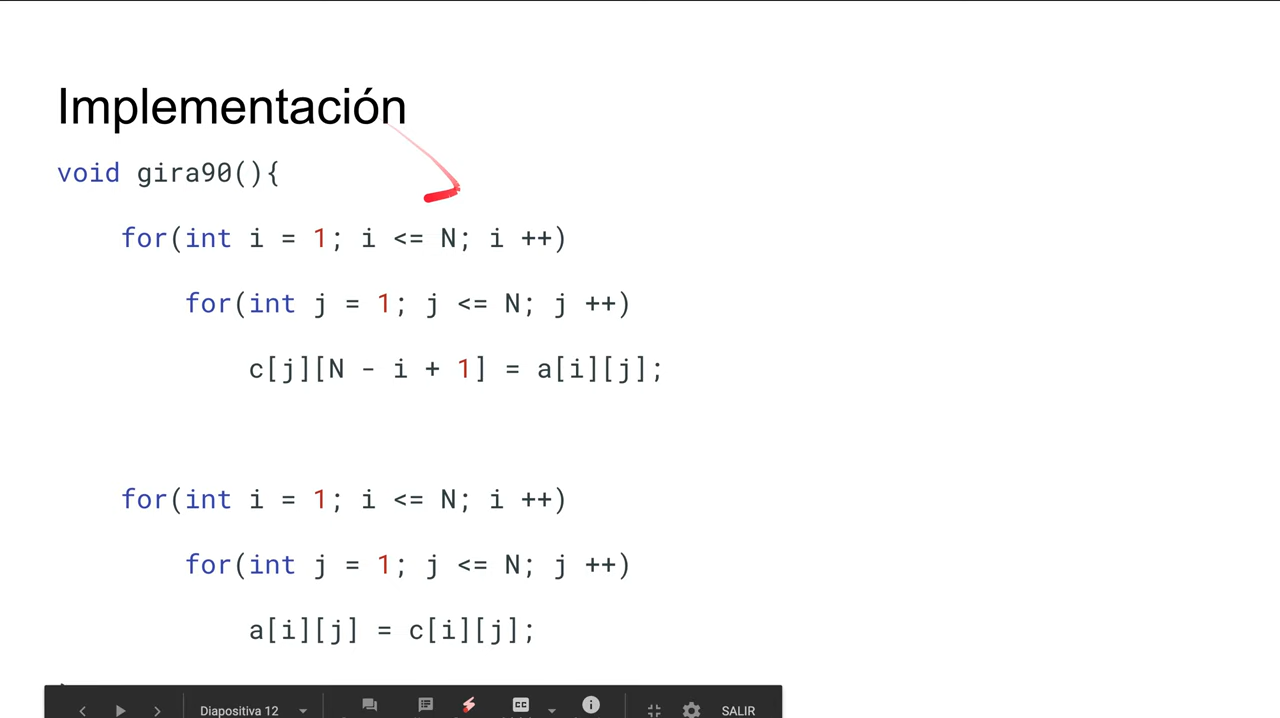 Implementación
void gira90(){
for(int i = 1; i <= N; i ++)
for(int j = 1; j <= N; j ++)
c[j][N - i + 1] = a[i][j];
for(int i = 1; i <= N; i ++)
for(int j = 1; j <= N; j ++)
a[i][j] = c[i][j];
Diapositiva 12 CC SALIR